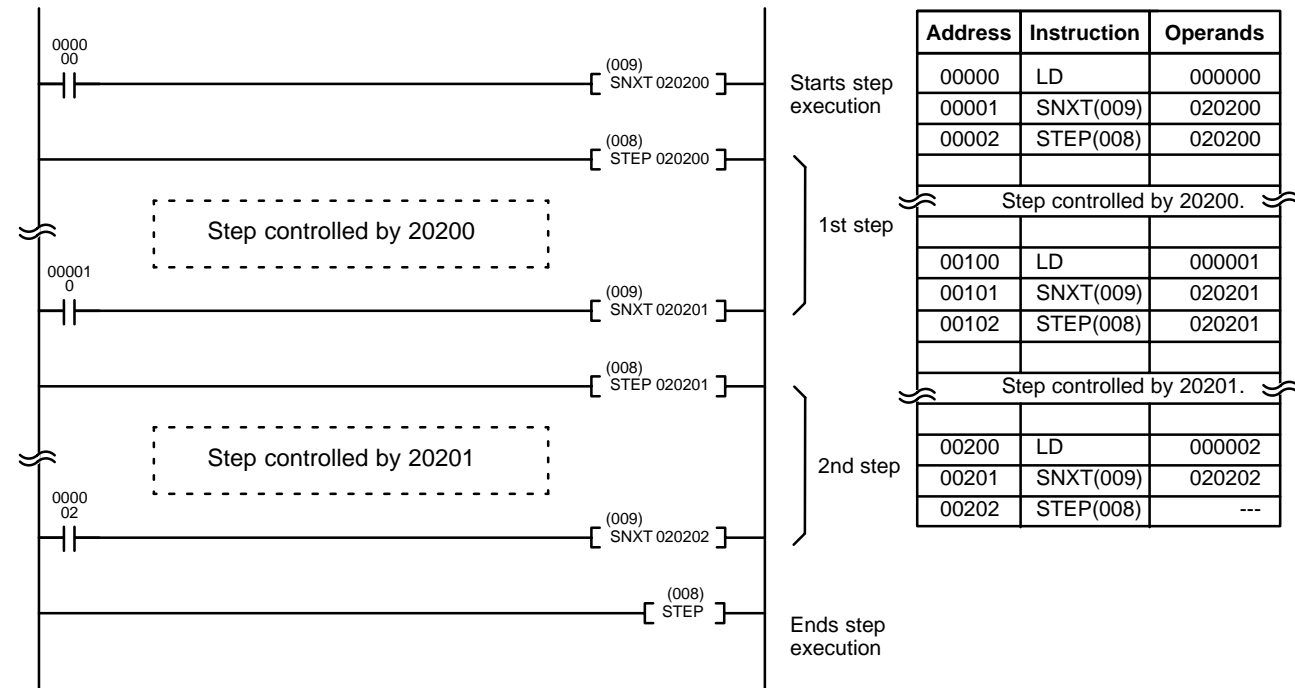 0000
00
(009)
SNXT 020200
Starts step
execution
(008)
STEP 020200
Step controlled by 20200
1st step
00001
0
(009)
SNXT 020201
(008)
STEP 020201
Step controlled by 20201
2nd step
0000
02
(009)
SNXT 020202
(008)
STEP
Ends step
execution
Address Instruction Operands
00000 LD 000000
00001 SNXT(009) 020200
00002 STEP(008) 020200
Step controlled by 20200.
00100 LD 000001
00101 SNXT(009) 020201
00102 STEP(008) 020201
Step controlled by 20201.
00200 LD 000002
00201 SNXT(009) 020202
00202 STEP(008) ---